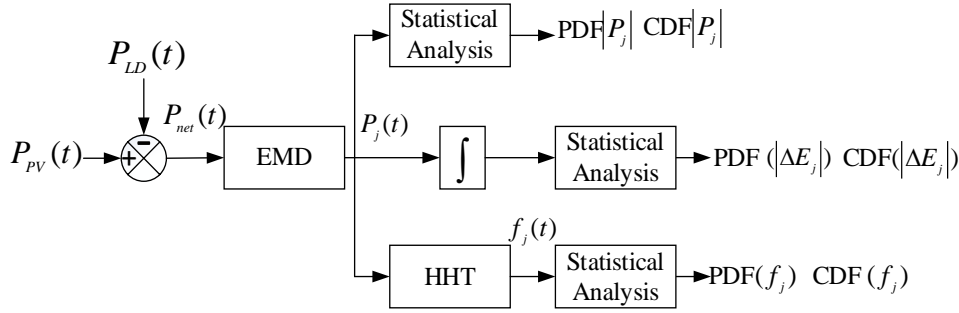 Statistical
Analysis
PDF|P_j| CDF|P_j|
P_LD(t)
P_net(t)
P_PV(t)
+
-
EMD
P_j(t)
∫
Statistical
Analysis
PDF(|ΔE_j|) CDF(|ΔE_j|)
f_j(t)
HHT
Statistical
Analysis
PDF(f_j) CDF(f_j)